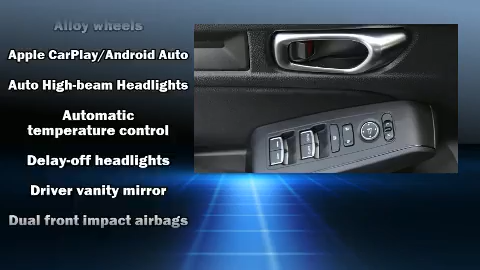 Alloy wheels
Apple CarPlay/Android Auto
Auto High-beam Headlights
Automatic
temperature control
Delay-off headlights
Driver vanity mirror
Dual front impact airbags